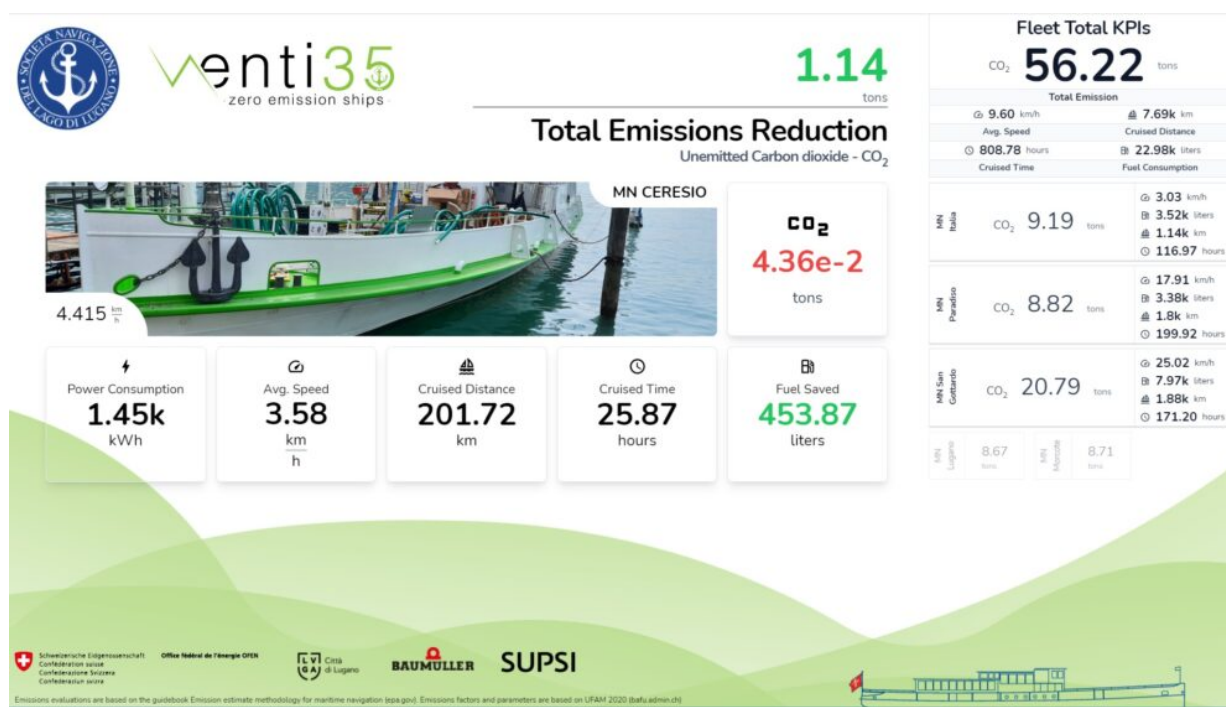 SOCIETÀ NAVIGAZIONE
DEL LAGO DI LUGANO
venti35
zero emission ships
1.14
tons
Total Emissions Reduction
Unemitted Carbon dioxide - CO₂
MN CERESIO
4.415 km/h
CO₂
4.36e-2
tons
Power Consumption
1.45k
kWh
Avg. Speed
3.58
km
h
Cruised Distance
201.72
km
Cruised Time
25.87
hours
Fuel Saved
453.87
liters
Fleet Total KPIs
CO₂ 56.22 tons
Total Emission
9.60 km/h 7.69k km
Avg. Speed Cruised Distance
808.78 hours 22.98k liters
Cruised Time Fuel Consumption
MN
Italia
CO₂ 9.19 tons
3.03 km/h
3.52k liters
1.14k km
116.97 hours
MN
Paradiso
CO₂ 8.82 tons
17.91 km/h
3.38k liters
1.8k km
199.92 hours
MN San
Gottardo
CO₂ 20.79 tons
25.02 km/h
7.97k liters
1.88k km
171.20 hours
MN
Lugano
8.67
tons
MN
Morcote
8.71
tons
Schweizerische Eidgenossenschaft
Confédération suisse
Confederazione Svizzera
Confederaziun svizra
Office fédéral de l'énergie OFEN
LV
GA
Città
di Lugano
BAUMÜLLER
SUPSI
Emissions evaluations are based on the guidebook Emission estimate methodology for maritime navigation (epa.gov). Emissions factors and parameters are based on UFAM 2020 (bafu.admin.ch)